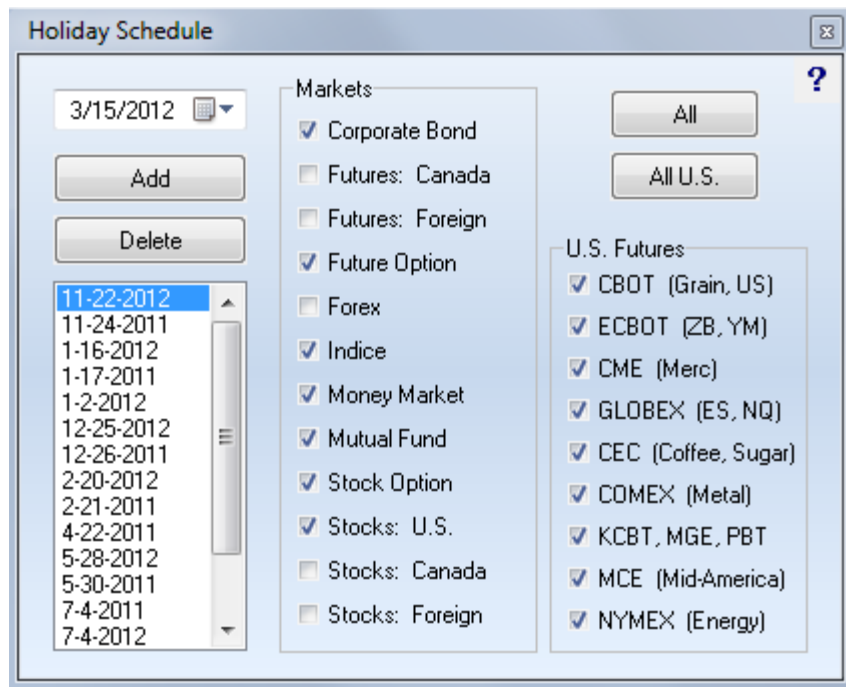 Holiday Schedule
?
3/15/2012
Add
Delete
11-22-2012
11-24-2011
1-16-2012
1-17-2011
1-2-2012
12-25-2012
12-26-2011
2-20-2012
2-21-2011
4-22-2011
5-28-2012
5-30-2011
7-4-2011
7-4-2012
Markets
Corporate Bond
Futures: Canada
Futures: Foreign
Future Option
Forex
Indice
Money Market
Mutual Fund
Stock Option
Stocks: U.S.
Stocks: Canada
Stocks: Foreign
All
All U.S.
U.S. Futures
CBOT (Grain, US)
ECBOT (ZB, YM)
CME (Merc)
GLOBEX (ES, NQ)
CEC (Coffee, Sugar)
COMEX (Metal)
KCBT, MGE, PBT
MCE (Mid-America)
NYMEX (Energy)